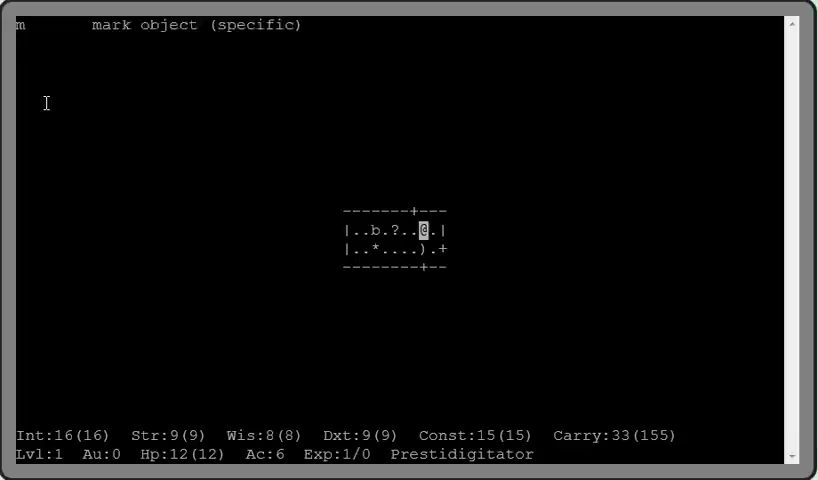 m       mark object (specific)
-------+---
|..b.?..@.|
|..*....).+
--------+--
Int:16(16)  Str:9(9)  Wis:8(8)  Dxt:9(9)  Const:15(15)  Carry:33(155)
Lvl:1  Au:0  Hp:12(12)  Ac:6  Exp:1/0  Prestidigitator